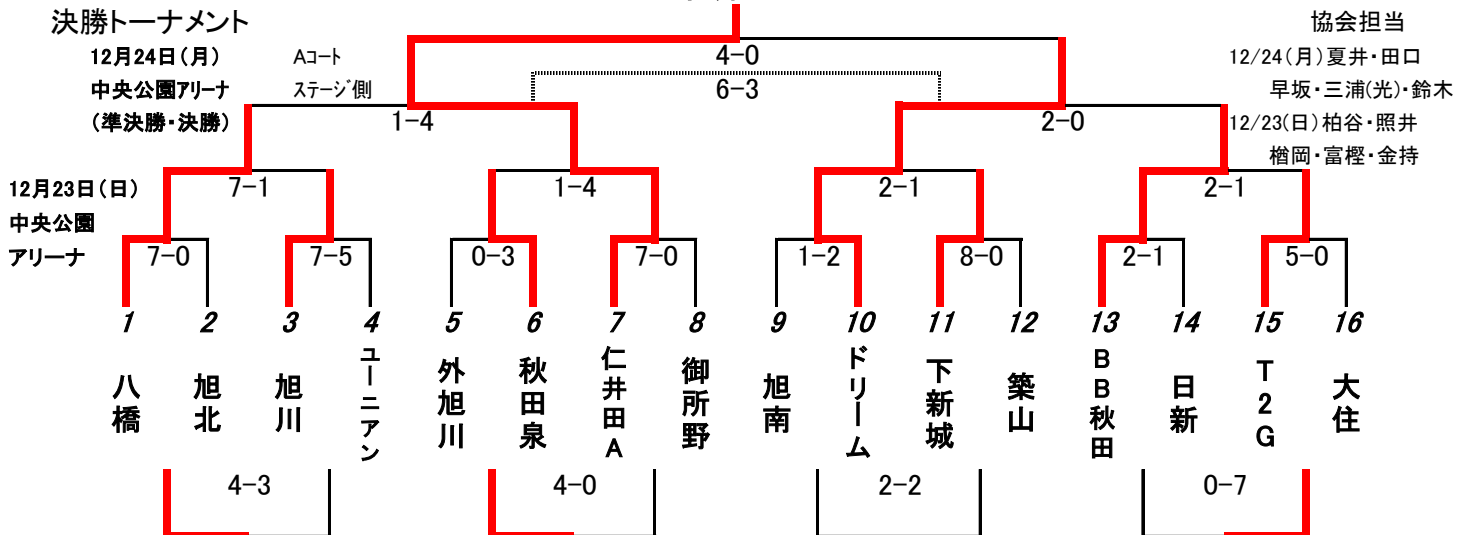 決勝トーナメント
協会担当
12月24日(月)
Aコート
4-0
12/24(月)夏井・田口
中央公園アリーナ
ステージ側
6-3
早坂・三浦(光)・鈴木
(準決勝・決勝)
1-4
2-0
12/23(日)柏谷・照井
楢岡・富樫・金持
12月23日(日)
7-1
1-4
2-1
2-1
中央公園
アリーナ
7-0
7-5
0-3
7-0
1-2
8-0
2-1
5-0
1
2
3
4
5
6
7
8
9
10
11
12
13
14
15
16
八橋
旭北
旭川
ユーニアン
外旭川
秋田泉
仁井田A
御所野
旭南
ドリーム
下新城
築山
BB秋田
日新
T2G
大住
4-3
4-0
2-2
0-7